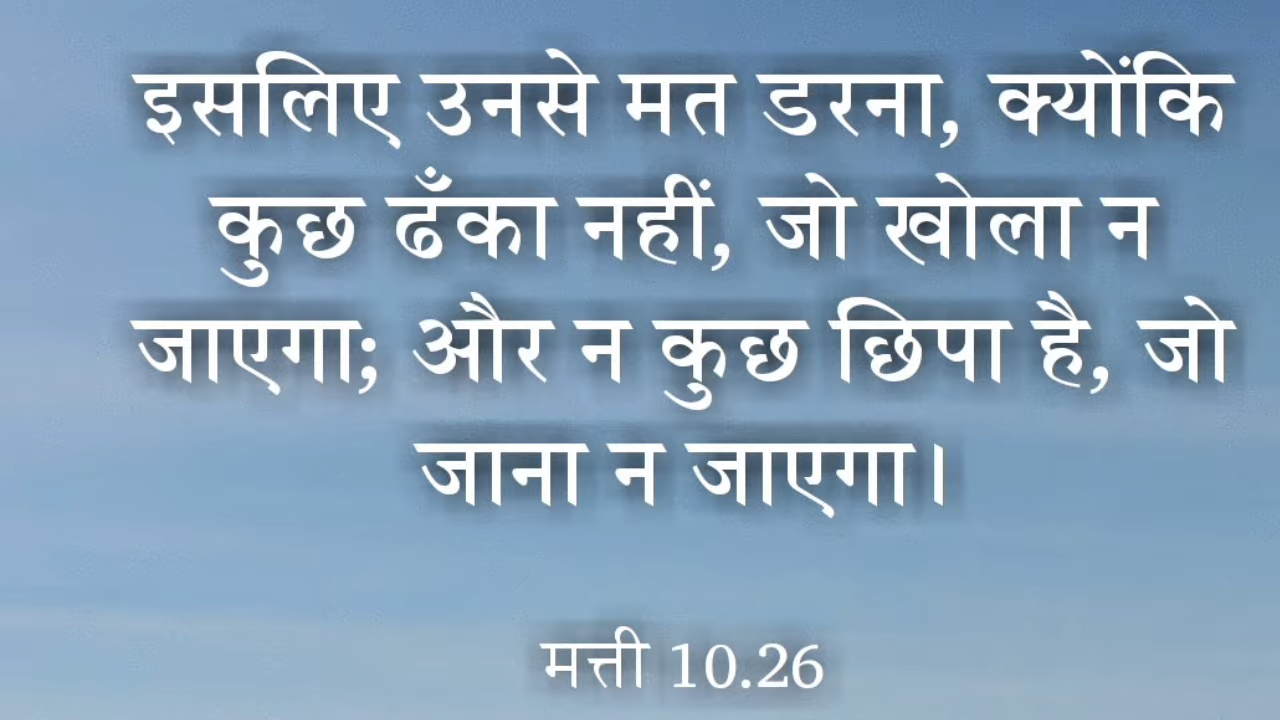 इसलिए उनसे मत डरना, क्योंकि
कुछ ढँका नहीं, जो खोला न
जाएगा; और न कुछ छिपा है, जो
जाना न जाएगा।
मत्ती 10.26